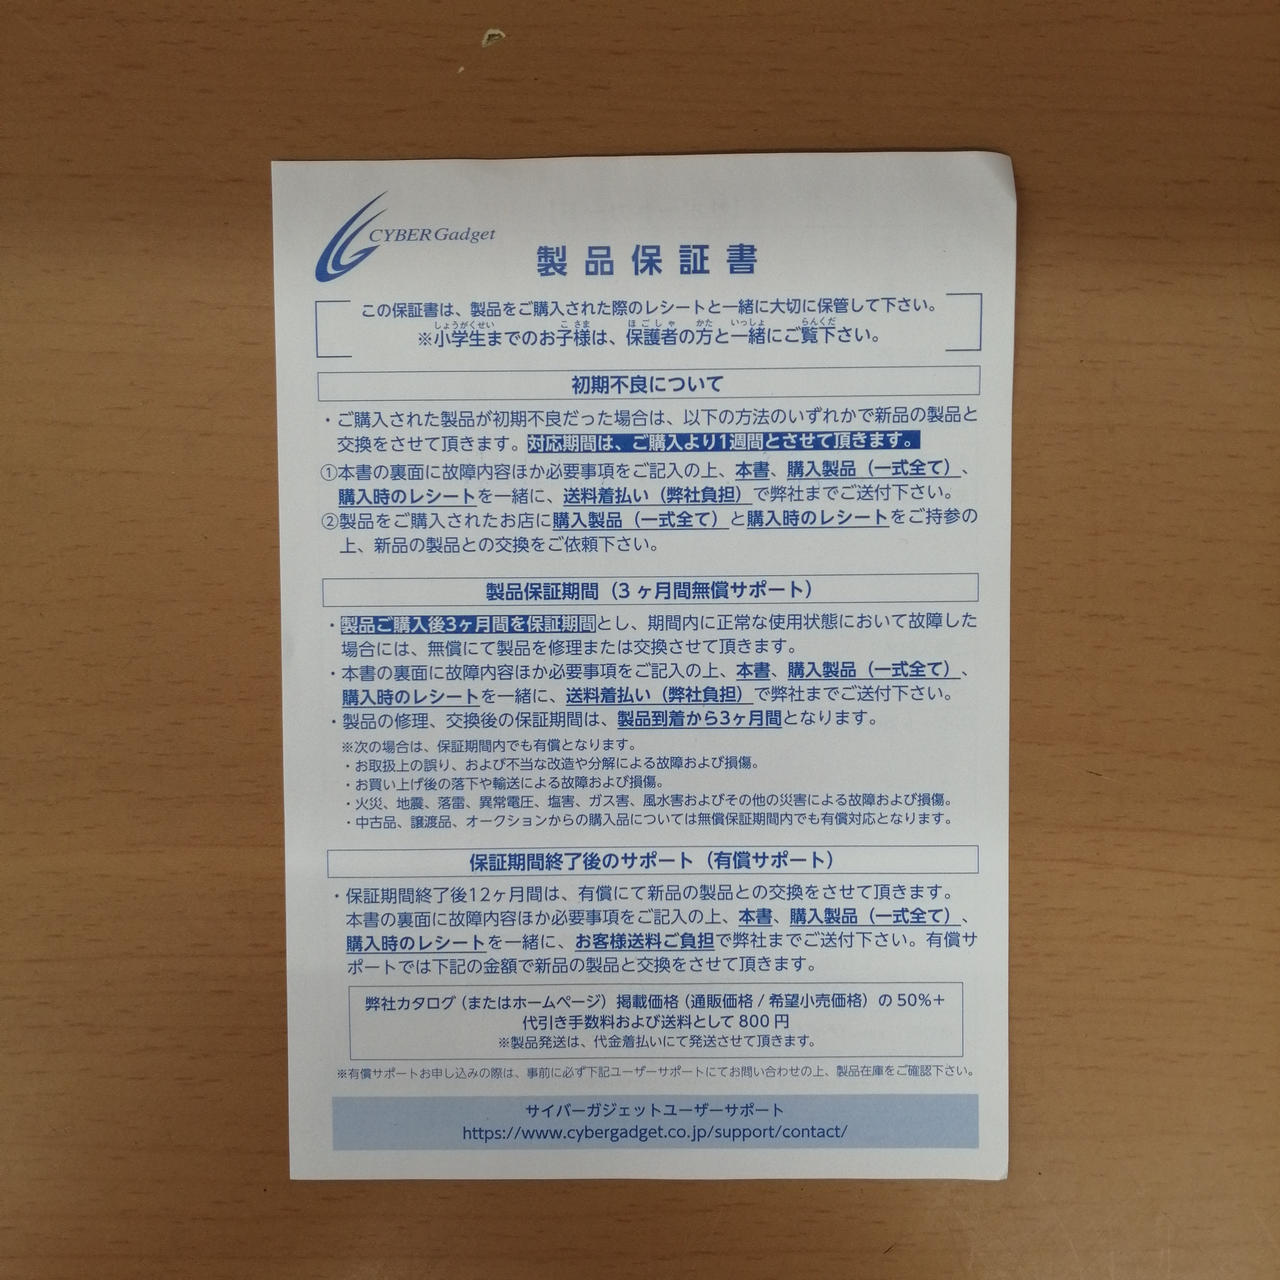 CYBER Gadget
製品保証書
この保証書は、製品をご購入された際のレシートと一緒に大切に保管して下さい。
しょうがくせい こさま ほごしゃ かた いっしょ らんくだ
※小学生までのお子様は、保護者の方と一緒にご覧下さい。
初期不良について
・ご購入された製品が初期不良だった場合は、以下の方法のいずれかで新品の製品と
交換をさせて頂きます。対応期間は、ご購入より1週間とさせて頂きます。
①本書の裏面に故障内容ほか必要事項をご記入の上、本書、購入製品（一式全て）、
購入時のレシートを一緒に、送料着払い（弊社負担）で弊社までご送付下さい。
②製品をご購入されたお店に購入製品（一式全て）と購入時のレシートをご持参の
上、新品の製品との交換をご依頼下さい。
製品保証期間（3ヶ月間無償サポート）
・製品ご購入後3ヶ月間を保証期間とし、期間内に正常な使用状態において故障した
場合には、無償にて製品を修理または交換させて頂きます。
・本書の裏面に故障内容ほか必要事項をご記入の上、本書、購入製品（一式全て）、
購入時のレシートを一緒に、送料着払い（弊社負担）で弊社までご送付下さい。
・製品の修理、交換後の保証期間は、製品到着から3ヶ月間となります。
※次の場合は、保証期間内でも有償となります。
・お取扱上の誤り、および不当な改造や分解による故障および損傷。
・お買い上げ後の落下や輸送による故障および損傷。
・火災、地震、落雷、異常電圧、塩害、ガス害、風水害およびその他の災害による故障および損傷。
・中古品、譲渡品、オークションからの購入品については無償保証期間内でも有償対応となります。
保証期間終了後のサポート（有償サポート）
・保証期間終了後12ヶ月間は、有償にて新品の製品との交換をさせて頂きます。
本書の裏面に故障内容ほか必要事項をご記入の上、本書、購入製品（一式全て）、
購入時のレシートを一緒に、お客様送料ご負担で弊社までご送付下さい。有償サ
ポートでは下記の金額で新品の製品と交換をさせて頂きます。
弊社カタログ（またはホームページ）掲載価格（通販価格/希望小売価格）の50%＋
代引き手数料および送料として800円
※製品発送は、代金着払いにて発送させて頂きます。
※有償サポートお申し込みの際は、事前に必ず下記ユーザーサポートにてお問い合わせの上、製品在庫をご確認下さい。
サイバーガジェットユーザーサポート
https://www.cybergadget.co.jp/support/contact/